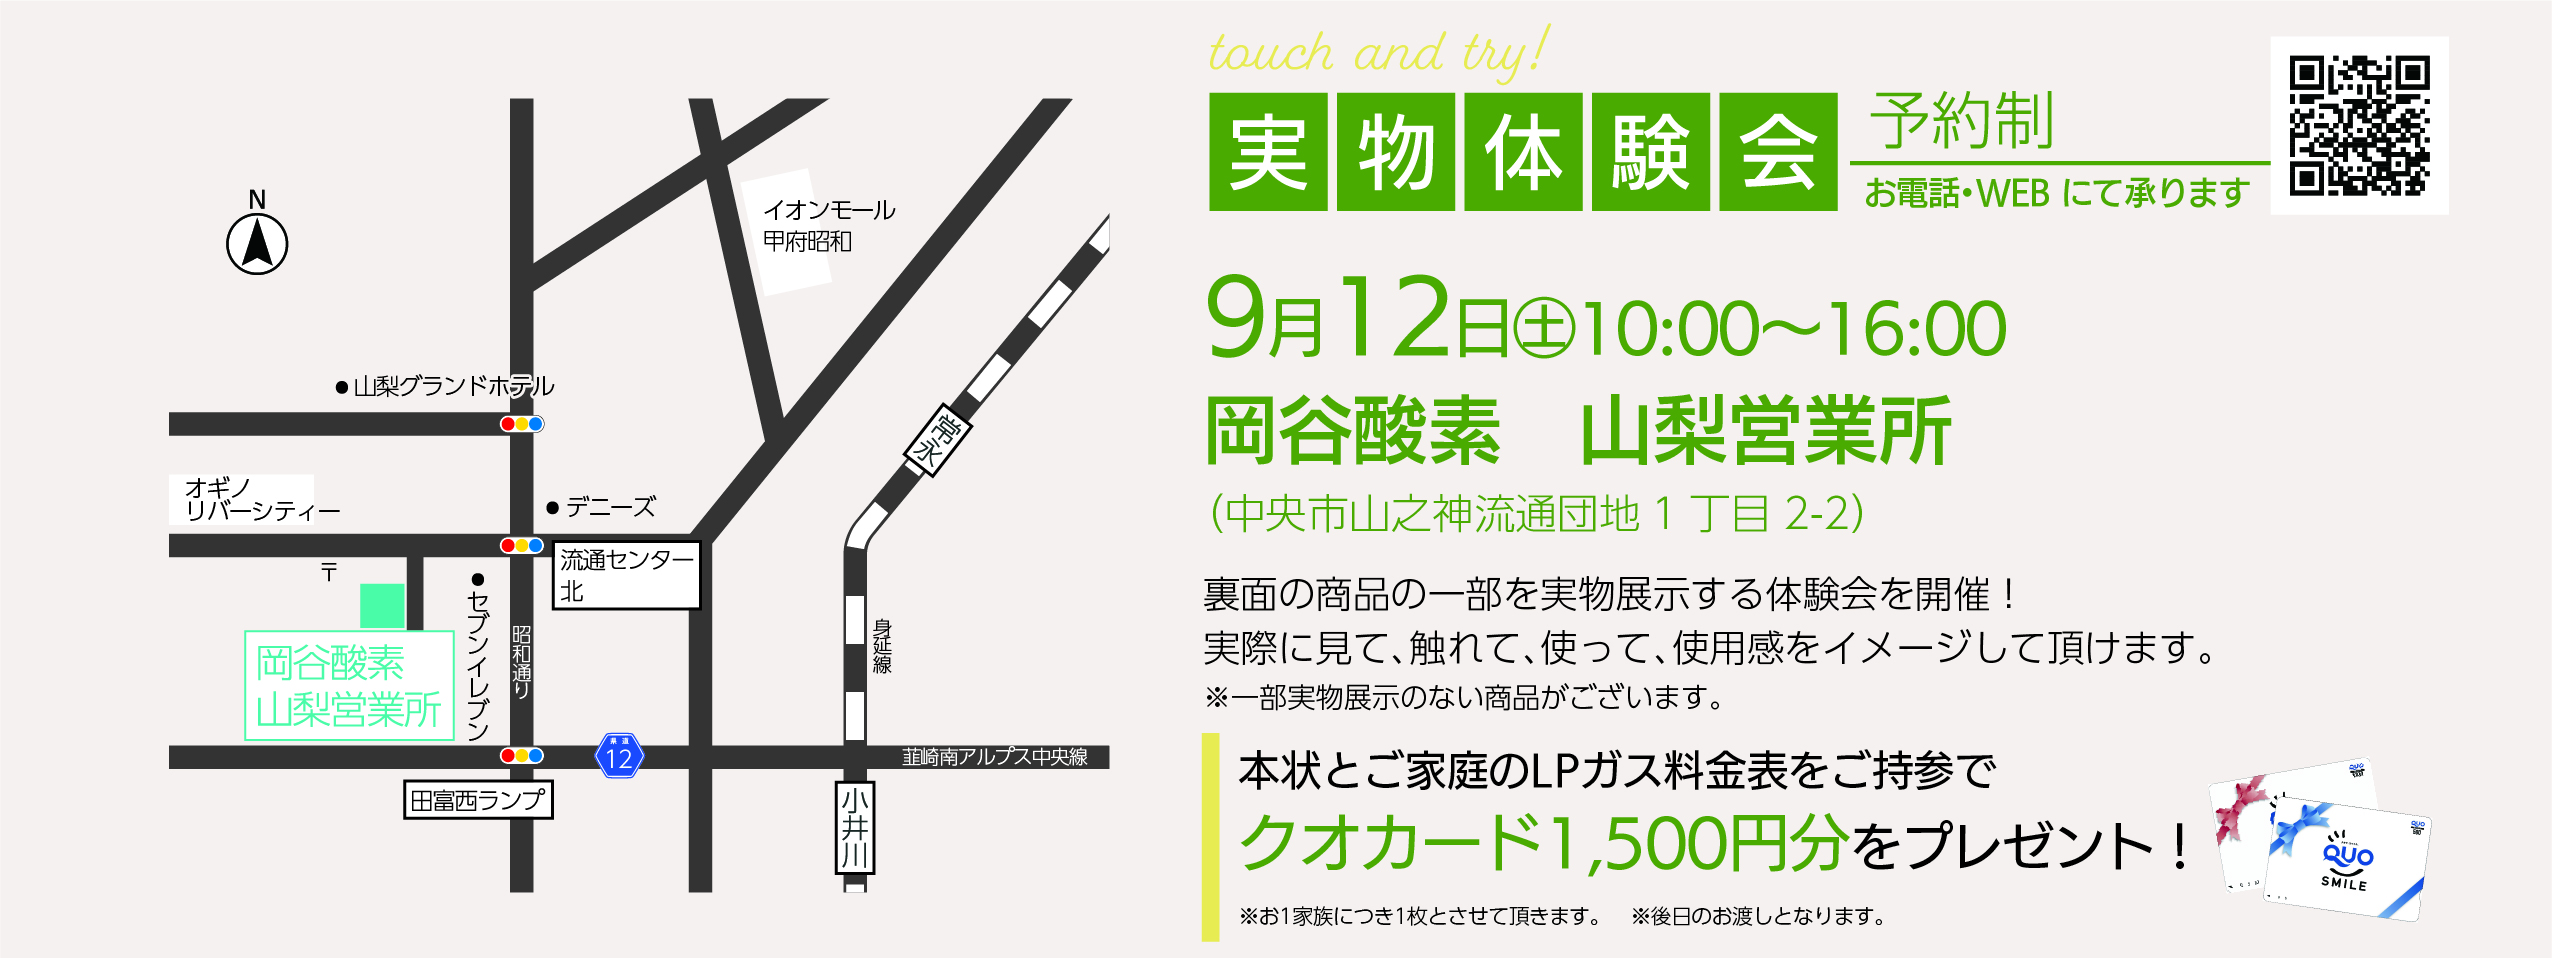 N
イオンモール
甲府昭和
山梨グランドホテル
オギノ
リバーシティー
デニーズ
流通センター
北
〒
岡谷酸素
山梨営業所
セブンイレブン
昭和通り
常永
身延線
県道
12
韮崎南アルプス中央線
田富西ランプ
小井川
touch and try!
実物体験会
予約制
お電話・WEB にて承ります
9月12日㊏10:00〜16:00
岡谷酸素　山梨営業所
（中央市山之神流通団地 1 丁目 2-2）
裏面の商品の一部を実物展示する体験会を開催！
実際に見て、触れて、使って、使用感をイメージして頂けます。
※一部実物展示のない商品がございます。
本状とご家庭のLPガス料金表をご持参で
クオカード1,500円分をプレゼント！
※お1家族につき1枚とさせて頂きます。　※後日のお渡しとなります。
QUO
QUO
500
QUO
SMILE